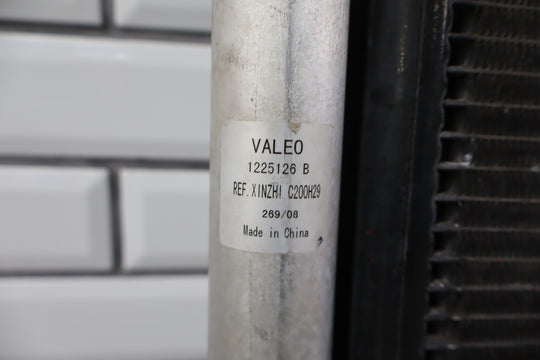 VALEO
1225126 B
REF.XINZHI C200H29
269/08
Made in China